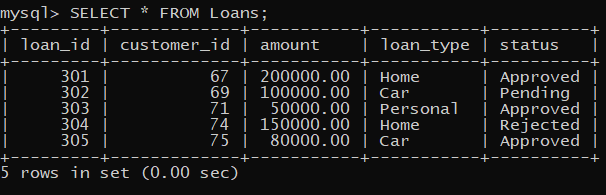 mysql> SELECT * FROM Loans;
+---------+-------------+-----------+-----------+----------+
| loan_id | customer_id | amount    | loan_type | status   |
+---------+-------------+-----------+-----------+----------+
|     301 |          67 | 200000.00 | Home      | Approved |
|     302 |          69 | 100000.00 | Car       | Pending  |
|     303 |          71 |  50000.00 | Personal  | Approved |
|     304 |          74 | 150000.00 | Home      | Rejected |
|     305 |          75 |  80000.00 | Car       | Approved |
+---------+-------------+-----------+-----------+----------+
5 rows in set (0.00 sec)